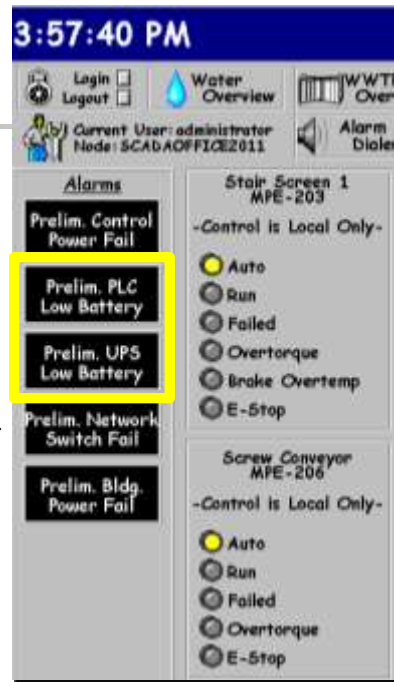 3:57:40 PM
Login
Logout
Water
Overview
WWT
Over
Current User: administrator
Node: SCADAOFFICE2011
Alarm
Diale
Alarms
Prelim. Control
Power Fail
Prelim. PLC
Low Battery
Prelim. UPS
Low Battery
Prelim. Network
Switch Fail
Prelim. Bldg.
Power Fail
Stair Screen 1
MPE-203
-Control is Local Only-
Auto
Run
Failed
Overtorque
Brake Overtemp
E-Stop
Screw Conveyor
MPE-206
-Control is Local Only-
Auto
Run
Failed
Overtorque
E-Stop